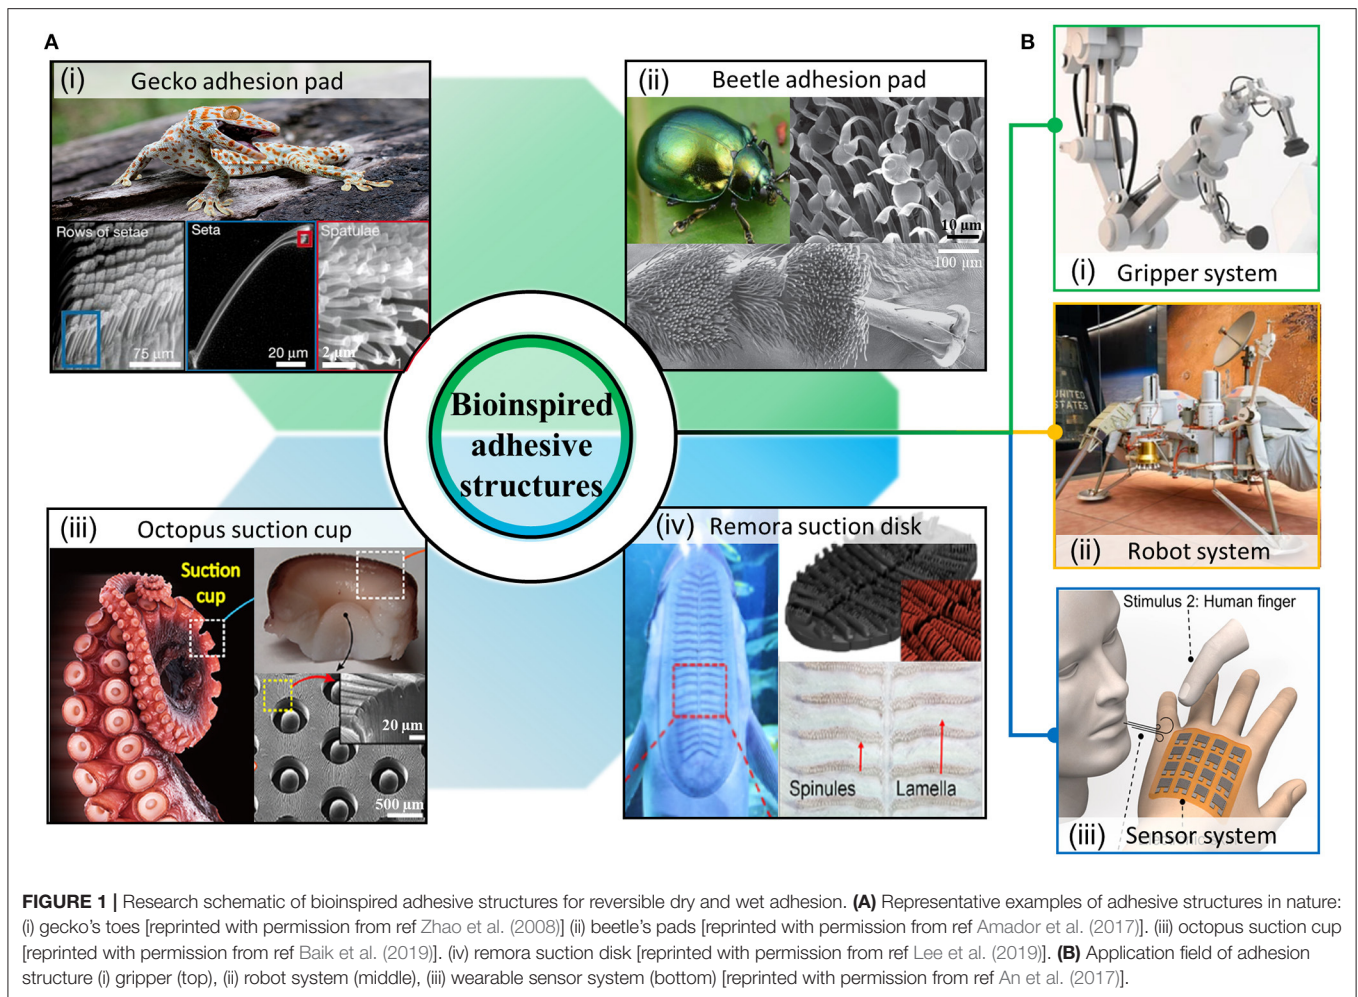 A
(i) Gecko adhesion pad
Rows of setae
75 μm
Seta
20 μm
Spatulae
2 μm
(ii) Beetle adhesion pad
10 μm
100 μm
Bioinspired
adhesive
structures
(iii) Octopus suction cup
Suction
cup
20 μm
500 μm
(iv) Remora suction disk
Spinules
Lamella
B
(i) Gripper system
UNITED
STATES
(ii) Robot system
Stimulus 2: Human finger
(iii) Sensor system
FIGURE 1 | Research schematic of bioinspired adhesive structures for reversible dry and wet adhesion. (A) Representative examples of adhesive structures in nature:
(i) gecko's toes [reprinted with permission from ref Zhao et al. (2008)] (ii) beetle's pads [reprinted with permission from ref Amador et al. (2017)]. (iii) octopus suction cup
[reprinted with permission from ref Baik et al. (2019)]. (iv) remora suction disk [reprinted with permission from ref Lee et al. (2019)]. (B) Application field of adhesion
structure (i) gripper (top), (ii) robot system (middle), (iii) wearable sensor system (bottom) [reprinted with permission from ref An et al. (2017)].